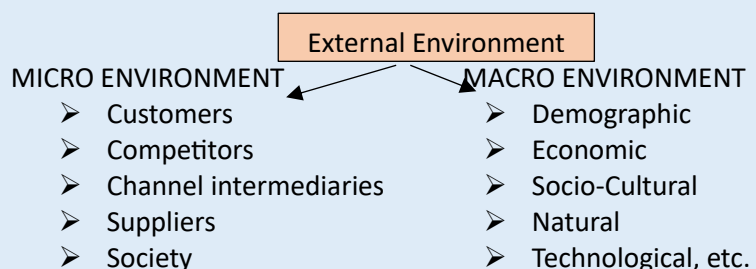 External Environment
MICRO ENVIRONMENT
➢ Customers
➢ Competitors
➢ Channel intermediaries
➢ Suppliers
➢ Society
MACRO ENVIRONMENT
➢ Demographic
➢ Economic
➢ Socio-Cultural
➢ Natural
➢ Technological, etc.